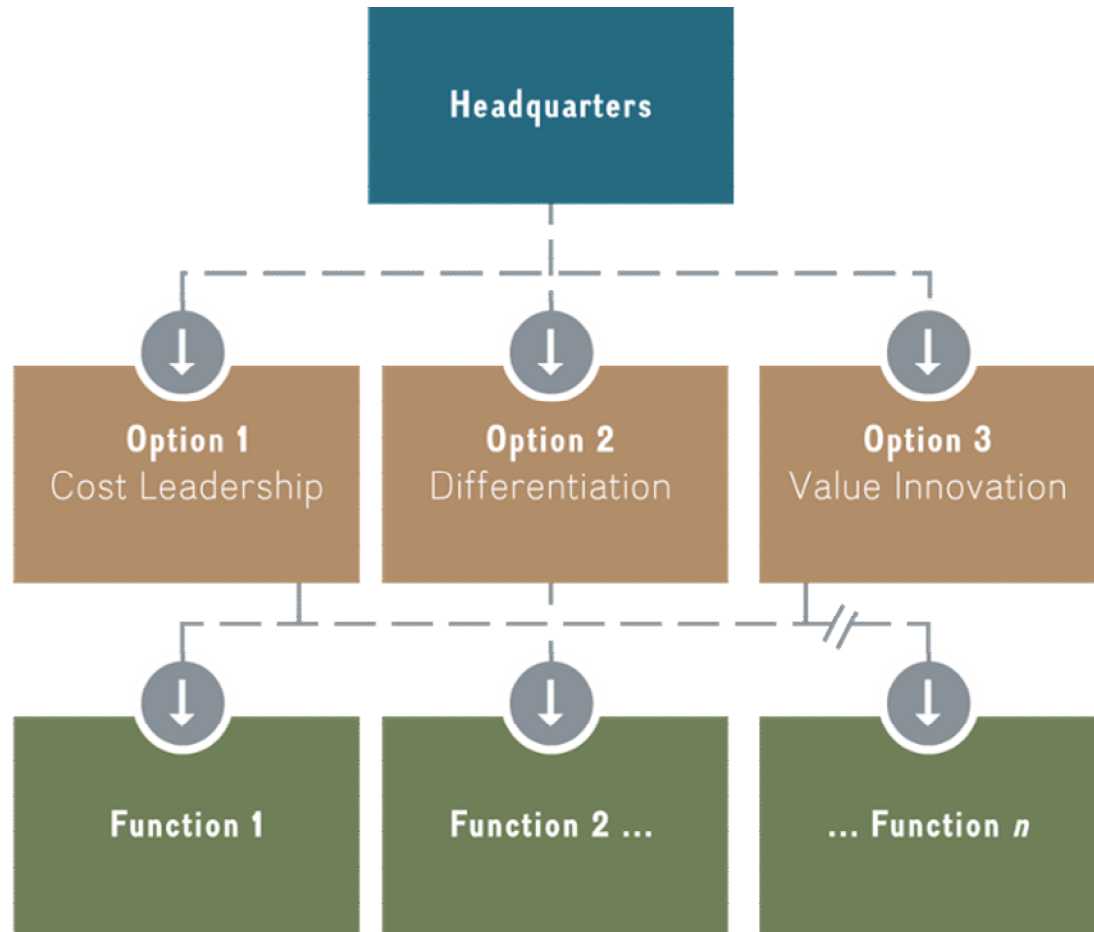 Headquarters
Option 1
Cost Leadership
Option 2
Differentiation
Option 3
Value Innovation
Function 1
Function 2 ...
... Function n